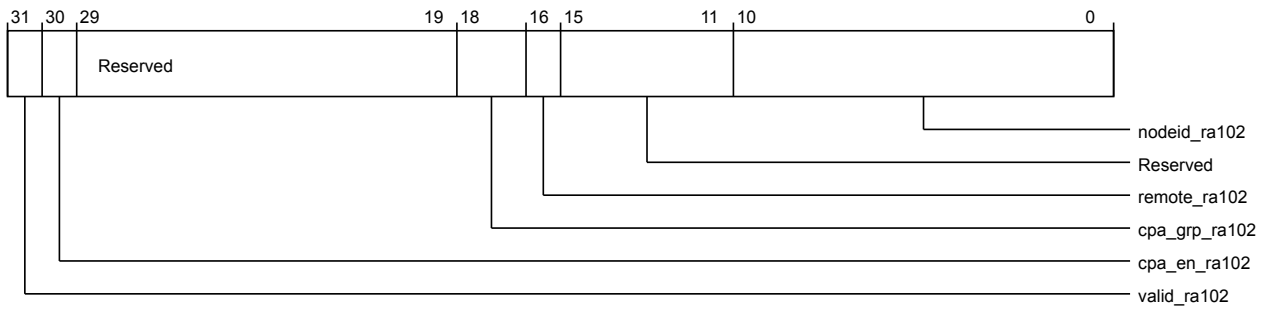 31 30 29 19 18 16 15 11 10 0
Reserved
nodeid_ra102
Reserved
remote_ra102
cpa_grp_ra102
cpa_en_ra102
valid_ra102